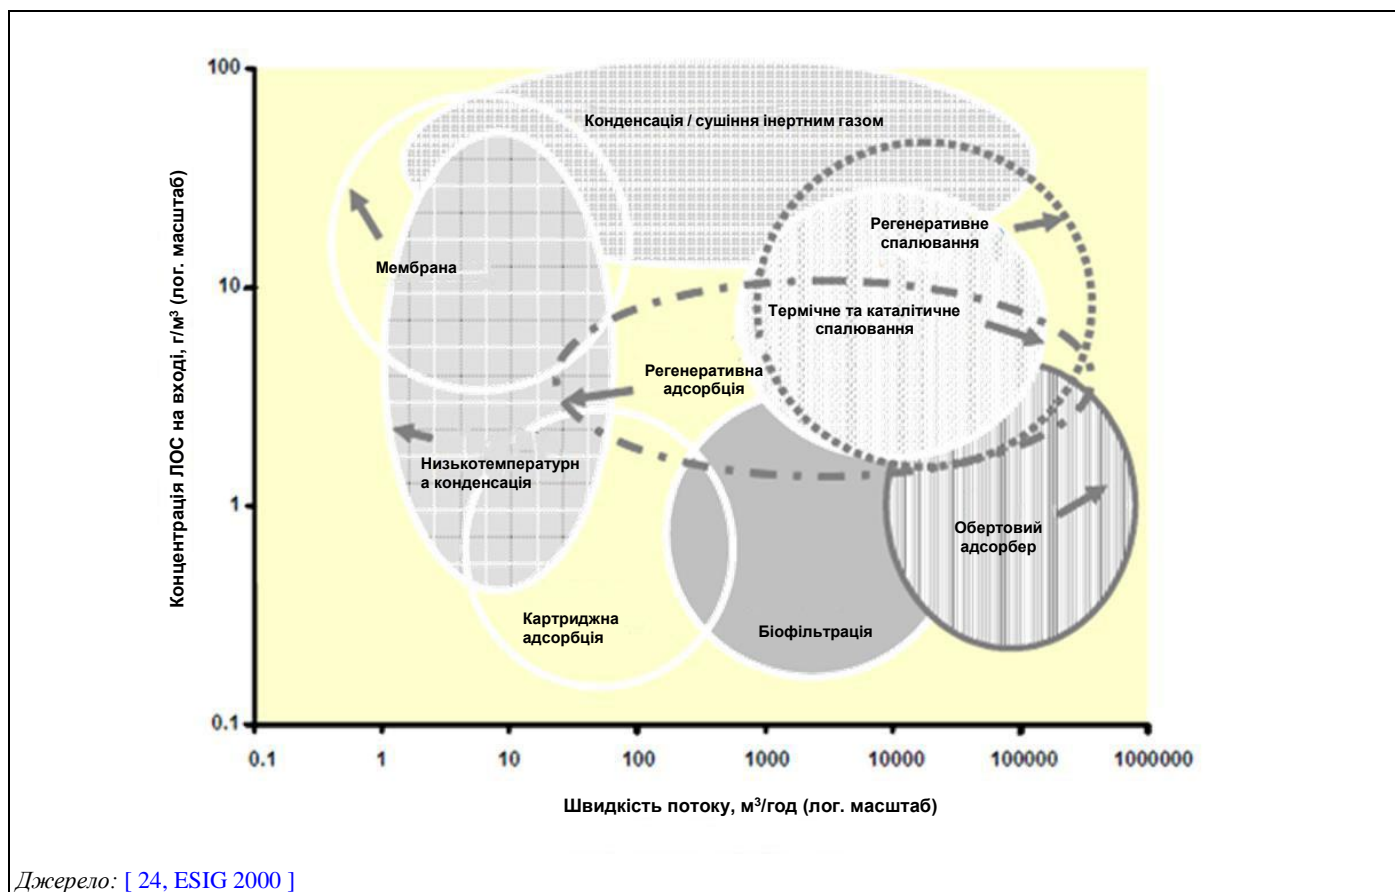 100
Конденсація / сушіння інертним газом
Регенеративне
спалювання
Мембрана
10
Термічне та каталітичне
спалювання
Регенеративна
адсорбція
Низькотемпературн
а конденсація
1
Обертовий
адсорбер
Картриджна
адсорбція
Біофільтрація
0.1
Концентрація ЛОС на вході, г/м³ (лог. масштаб)
0.1 1 10 100 1000 10000 100000 1000000
Швидкість потоку, м³/год (лог. масштаб)
Джерело: [ 24, ESIG 2000 ]